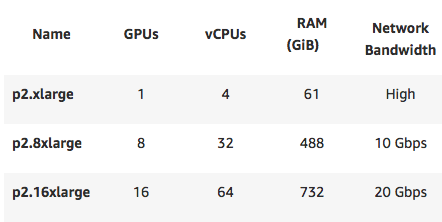 Name GPUs vCPUs RAM (GiB) Network Bandwidth
p2.xlarge 1 4 61 High
p2.8xlarge 8 32 488 10 Gbps
p2.16xlarge 16 64 732 20 Gbps